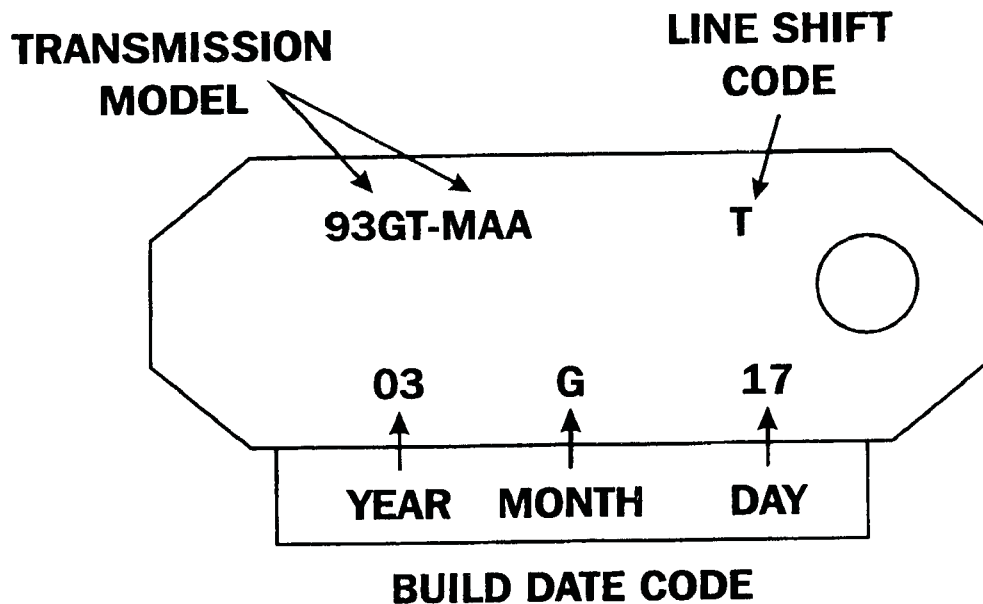 TRANSMISSION
MODEL
LINE SHIFT
CODE
93GT-MAA
T
03 G 17
YEAR MONTH DAY
BUILD DATE CODE